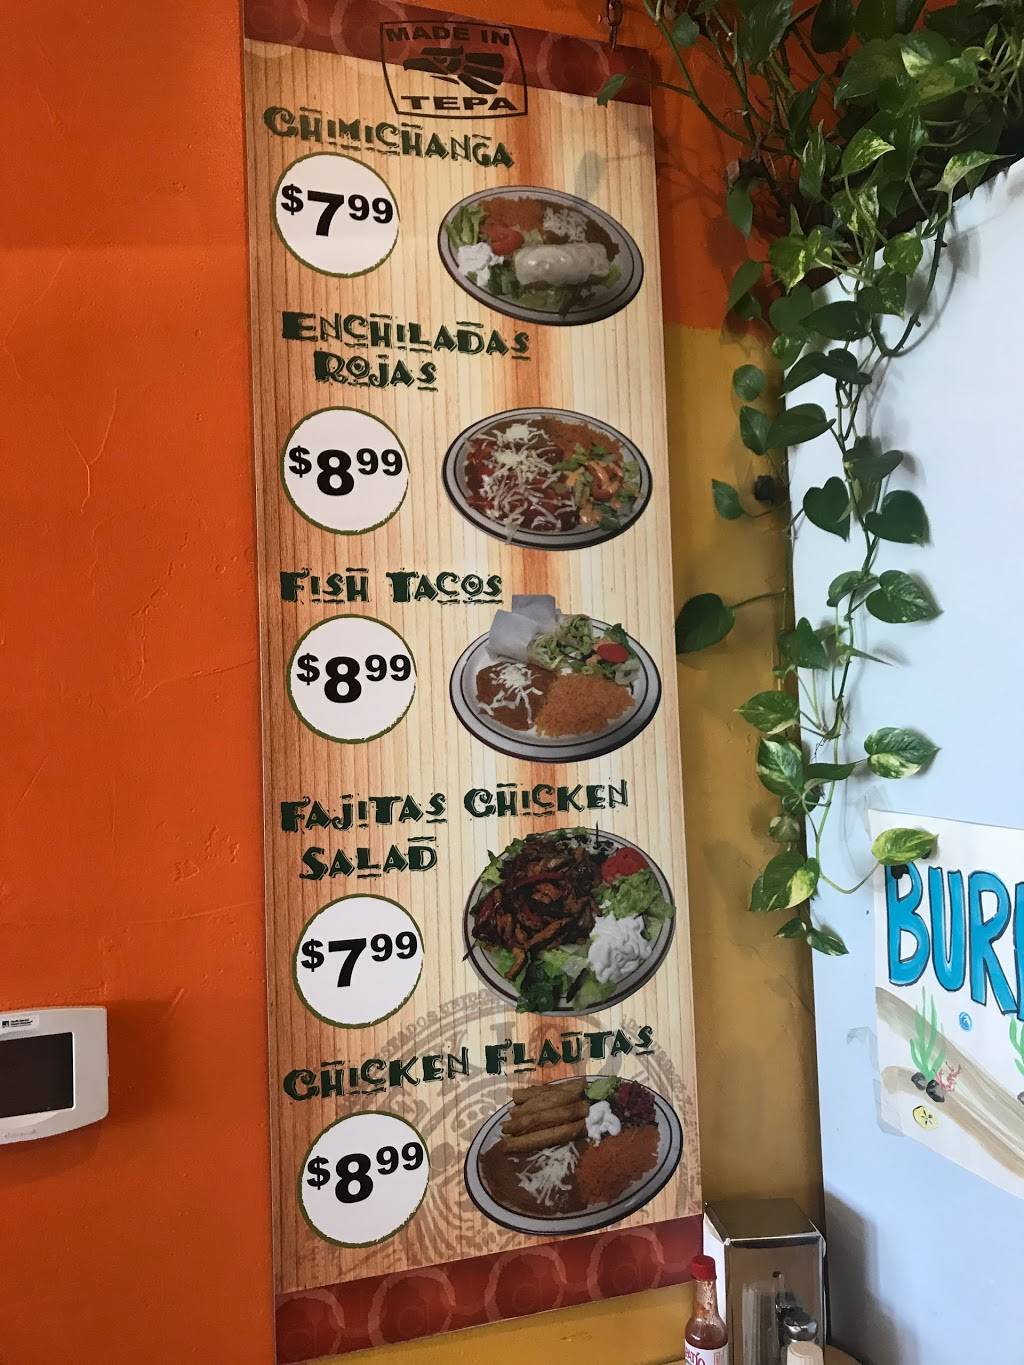 MADE IN
TEPA
CHIMICHANGA
$7.99
ENCHILADAS
ROJAS
$8.99
FISH TACOS
$8.99
FAJITAS CHICKEN
SALAD
$7.99
CHICKEN FLAUTAS
$8.99
BUR